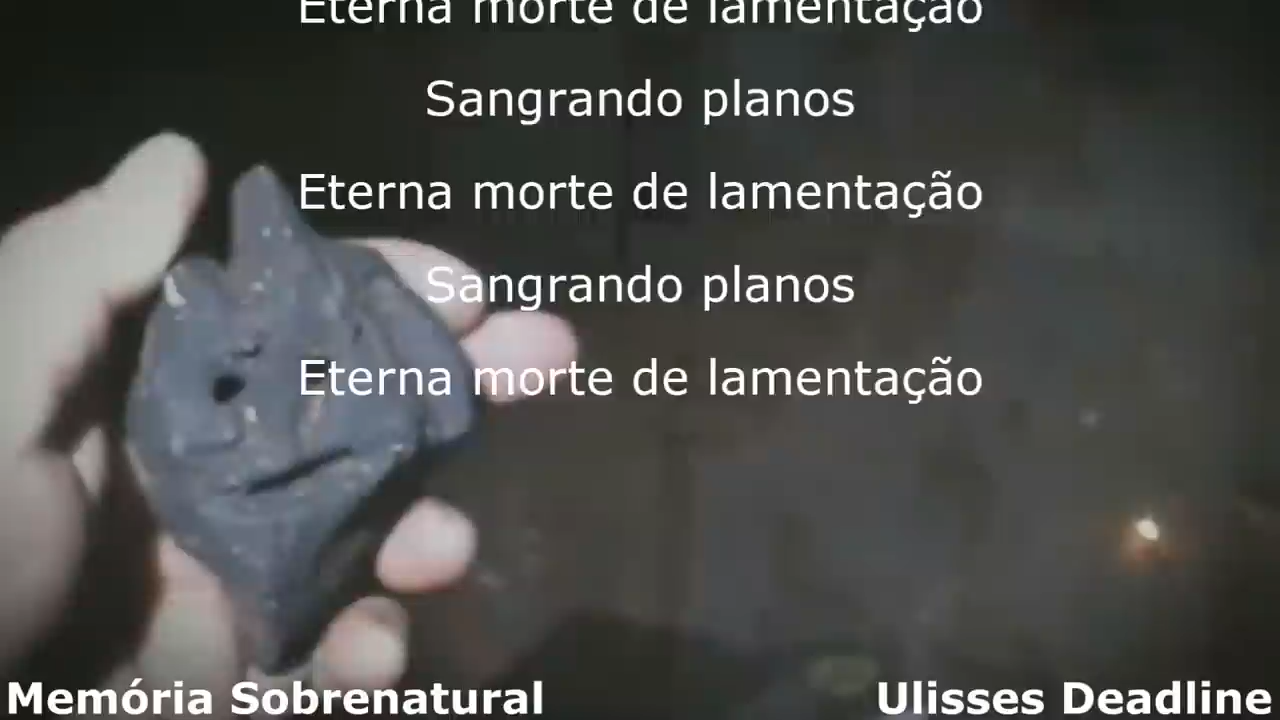 Eterna morte de lamentação
Sangrando planos
Eterna morte de lamentação
Sangrando planos
Eterna morte de lamentação
Memória Sobrenatural
Ulisses Deadline